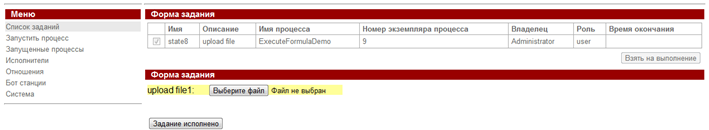 Меню
Список заданий
Запустить процесс
Запущенные процессы
Исполнители
Отношения
Бот станции
Система
Форма задания
Имя Описание Имя процесса Номер экземпляра процесса Владелец Роль Время окончания
state8 upload file ExecuteFormulaDemo 9 Administrator user
Взять на выполнение
Форма задания
upload file1: Выберите файл Файл не выбран
Задание исполнено